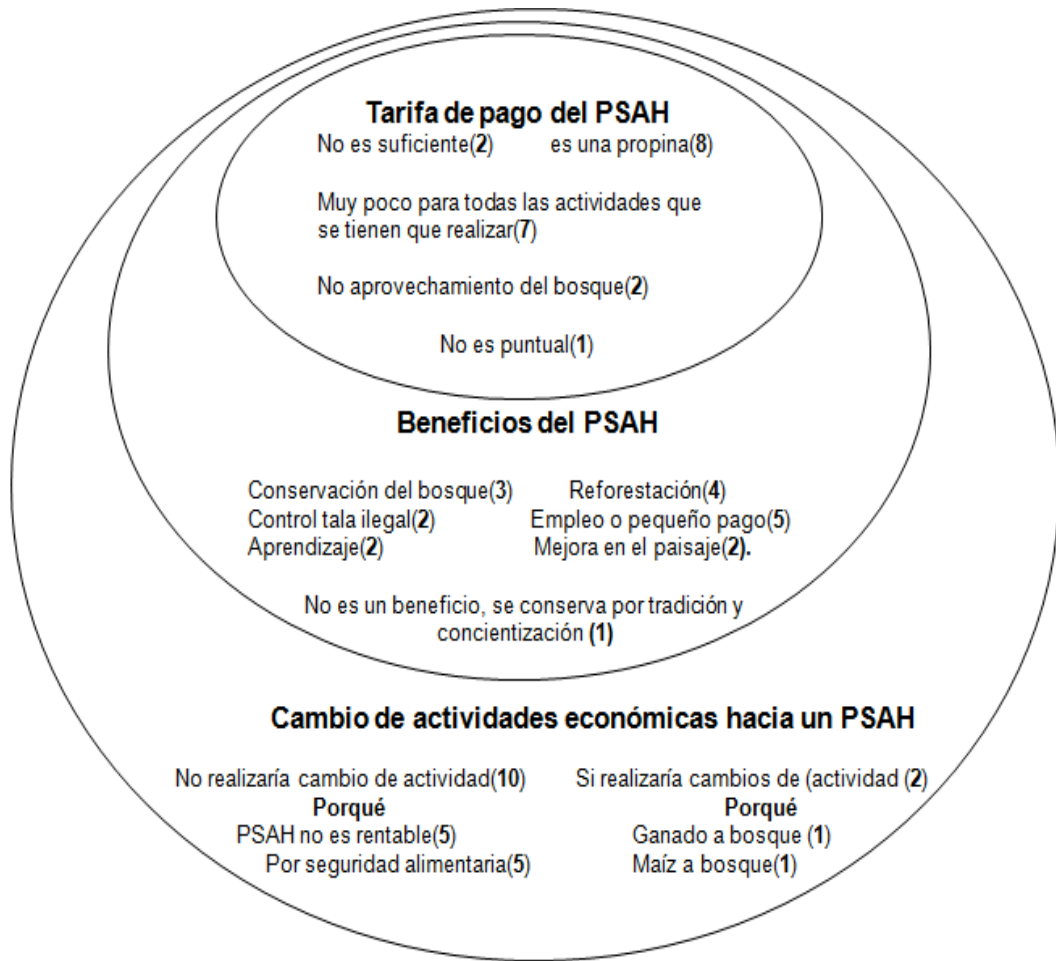 Tarifa de pago del PSAH
No es suficiente(2) es una propina(8)
Muy poco para todas las actividades que
se tienen que realizar(7)
No aprovechamiento del bosque(2)
No es puntual(1)
Beneficios del PSAH
Conservación del bosque(3) Reforestación(4)
Control tala ilegal(2) Empleo o pequeño pago(5)
Aprendizaje(2) Mejora en el paisaje(2).
No es un beneficio, se conserva por tradición y
concientización (1)
Cambio de actividades económicas hacia un PSAH
No realizaría cambio de actividad(10) Si realizaría cambios de (actividad (2)
Porqué Porqué
PSAH no es rentable(5) Ganado a bosque (1)
Por seguridad alimentaria(5) Maíz a bosque(1)